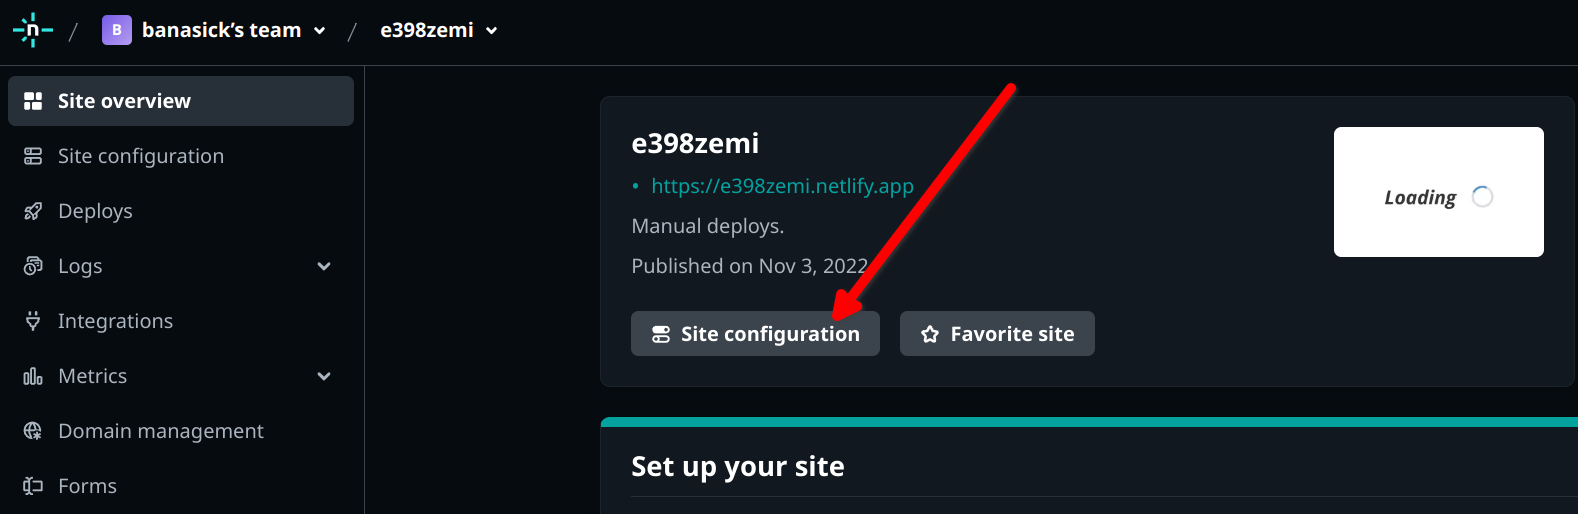 n / B banasick’s team / e398zemi
Site overview
Site configuration
Deploys
Logs
Integrations
Metrics
Domain management
Forms
e398zemi
• https://e398zemi.netlify.app
Manual deploys.
Published on Nov 3, 2022
Site configuration
Favorite site
Loading
Set up your site